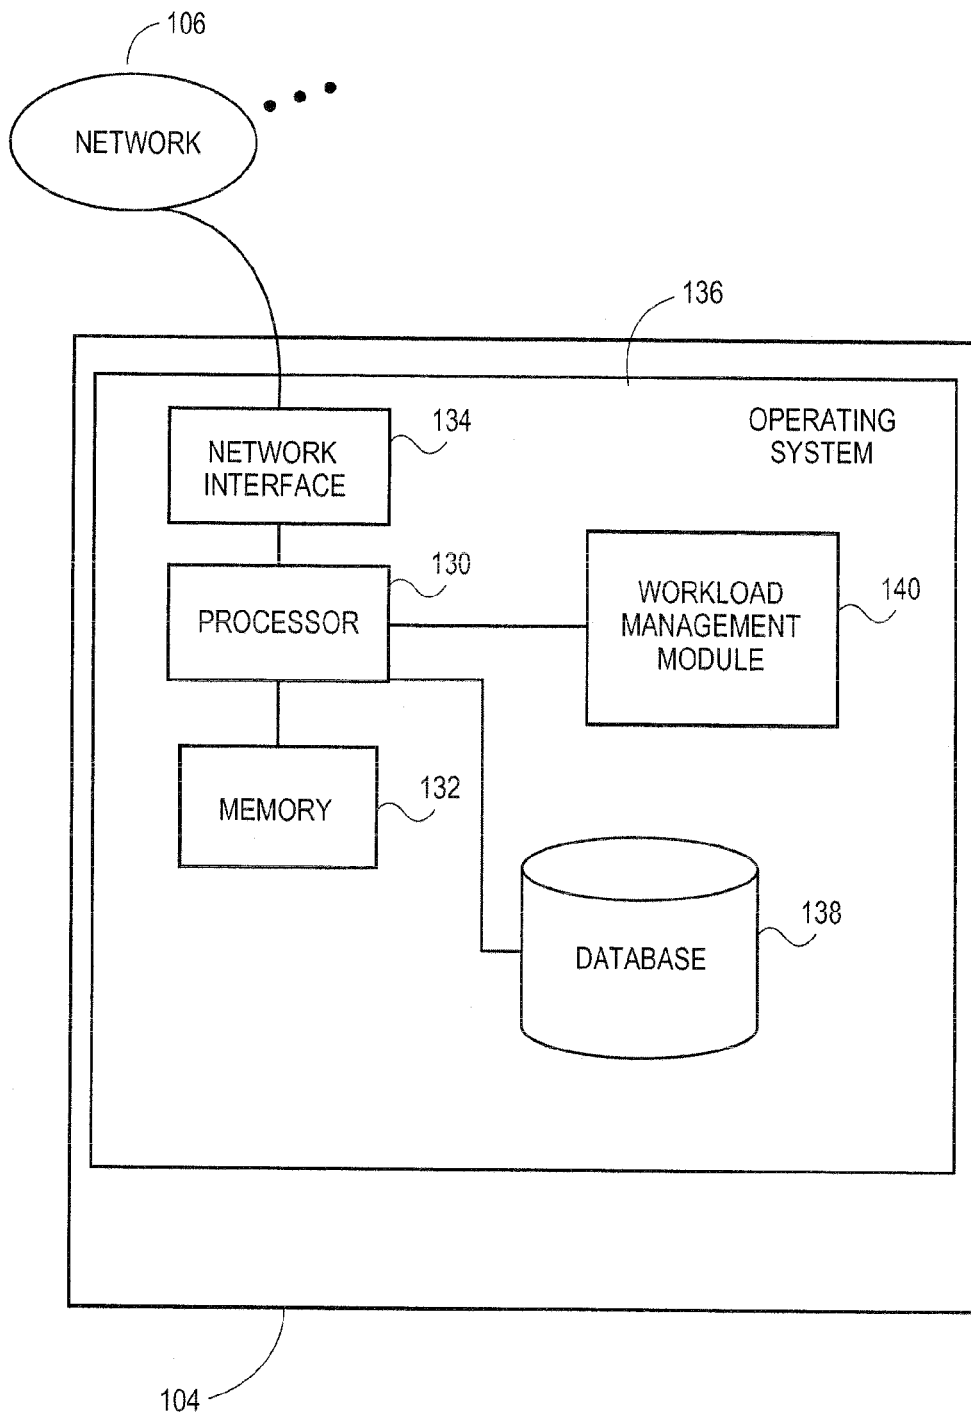 106
NETWORK
136
134
OPERATING
SYSTEM
NETWORK
INTERFACE
130
PROCESSOR
WORKLOAD
MANAGEMENT
MODULE
140
132
MEMORY
138
DATABASE
104